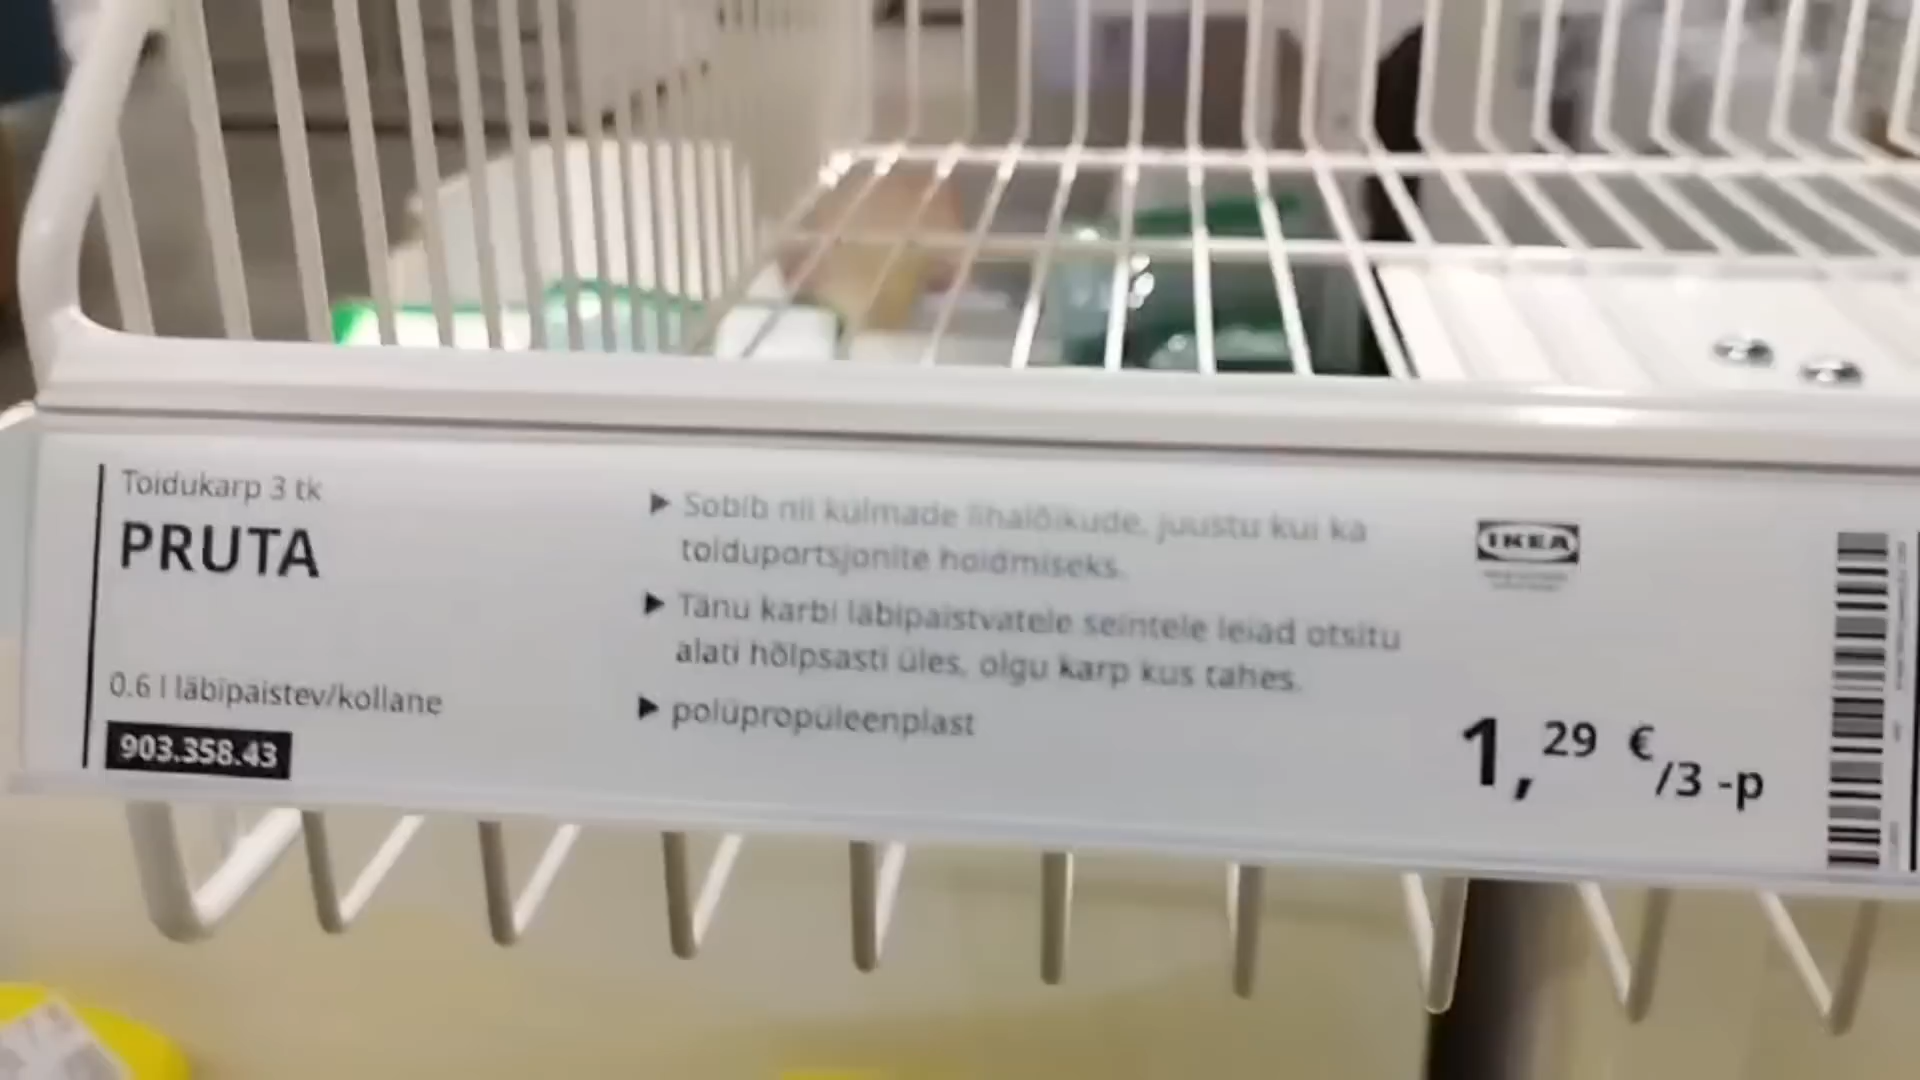 Toidukarp 3 tk
PRUTA
0.6 l läbipaistev/kollane
903.358.43
► Sobib nii külmade lihalõikude, juustu kui ka
toiduportsjonite hoidmiseks.
► Tänu karbi läbipaistvatele seintele leiad otsitu
alati hõlpsasti üles, olgu karp kus tahes.
► polüpropüleenplast
IKEA
1,29 €/3 -p